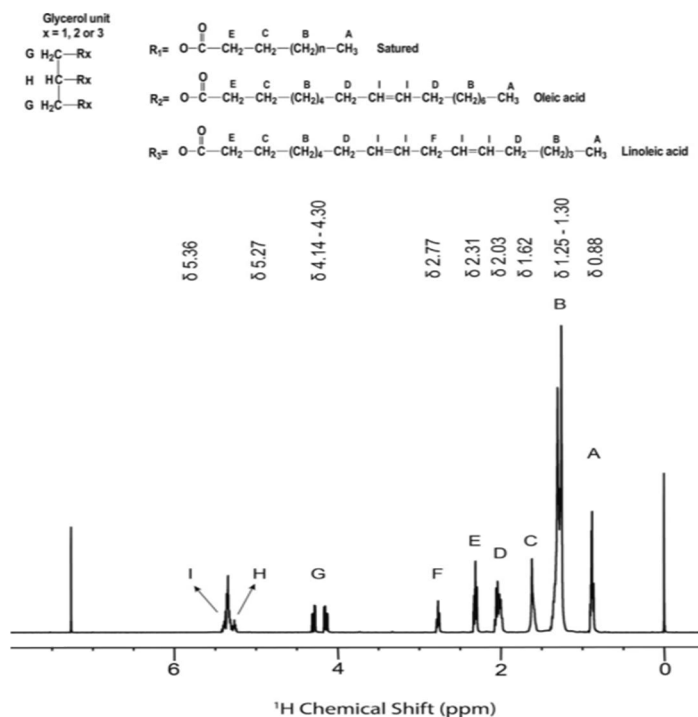 Glycerol unit
x = 1, 2 or 3
G H₂C—Rx
H HC—Rx
G H₂C—Rx
O E C B A
R₁= O—C—CH₂—CH₂—(CH₂)n—CH₃ Satured
O E C B D I I D B A
R₂= O—C—CH₂—CH₂—(CH₂)₄—CH₂—CH=CH—CH₂—(CH₂)₆—CH₃ Oleic acid
O E C B D I I F I I D B A
R₃= O—C—CH₂—CH₂—(CH₂)₄—CH₂—CH=CH—CH₂—CH=CH—CH₂—(CH₂)₃—CH₃ Linoleic acid
δ 5.36 δ 5.27 δ 4.14 - 4.30 δ 2.77 δ 2.31 δ 2.03 δ 1.62 δ 1.25 - 1.30 δ 0.88
B
A
I H G F E D C
6 4 2 0
¹H Chemical Shift (ppm)